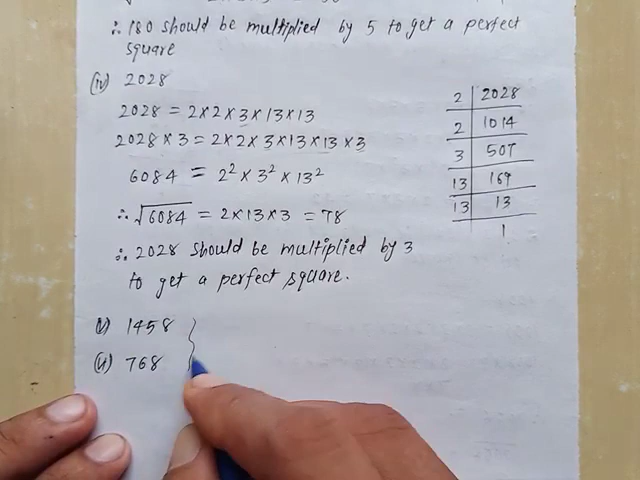 ∴ 180 should be multiplied by 5 to get a perfect
square
(iv) 2028
2028 = 2×2×3×13×13
2028×3 = 2×2×3×13×13×3
6084 = 2² × 3² × 13²
∴ √6084 = 2×13×3 = 78
∴ 2028 should be multiplied by 3
to get a perfect square.
(v) 1458
(vi) 768
2 | 2028
2 | 1014
3 | 507
13 | 169
13 | 13
1